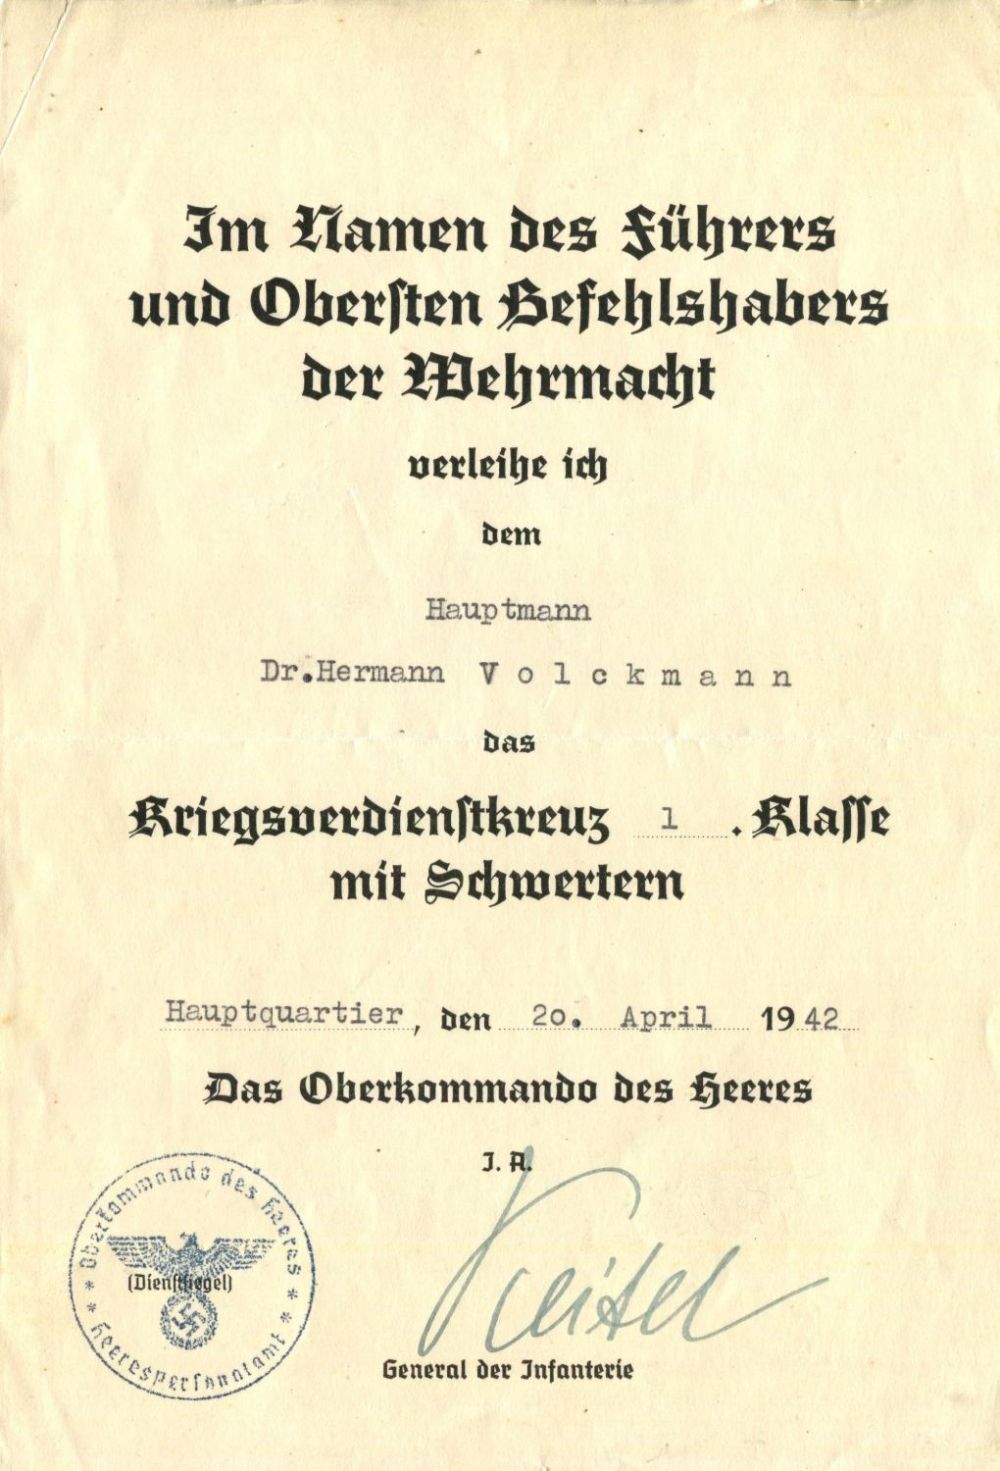 Im Namen des Führers
und Obersten Befehlshabers
der Wehrmacht
verleihe ich
dem
Hauptmann
Dr.Hermann V o l c k m a n n
das
Kriegsverdienstkreuz 1 . Klasse
mit Schwertern
Hauptquartier, den 20. April 1942
Das Oberkommando des Heeres
I. A.
Keitel
General der Infanterie
(Dienstsiegel)
* * Oberkommando des Heeres * *
Heerespersonalamt